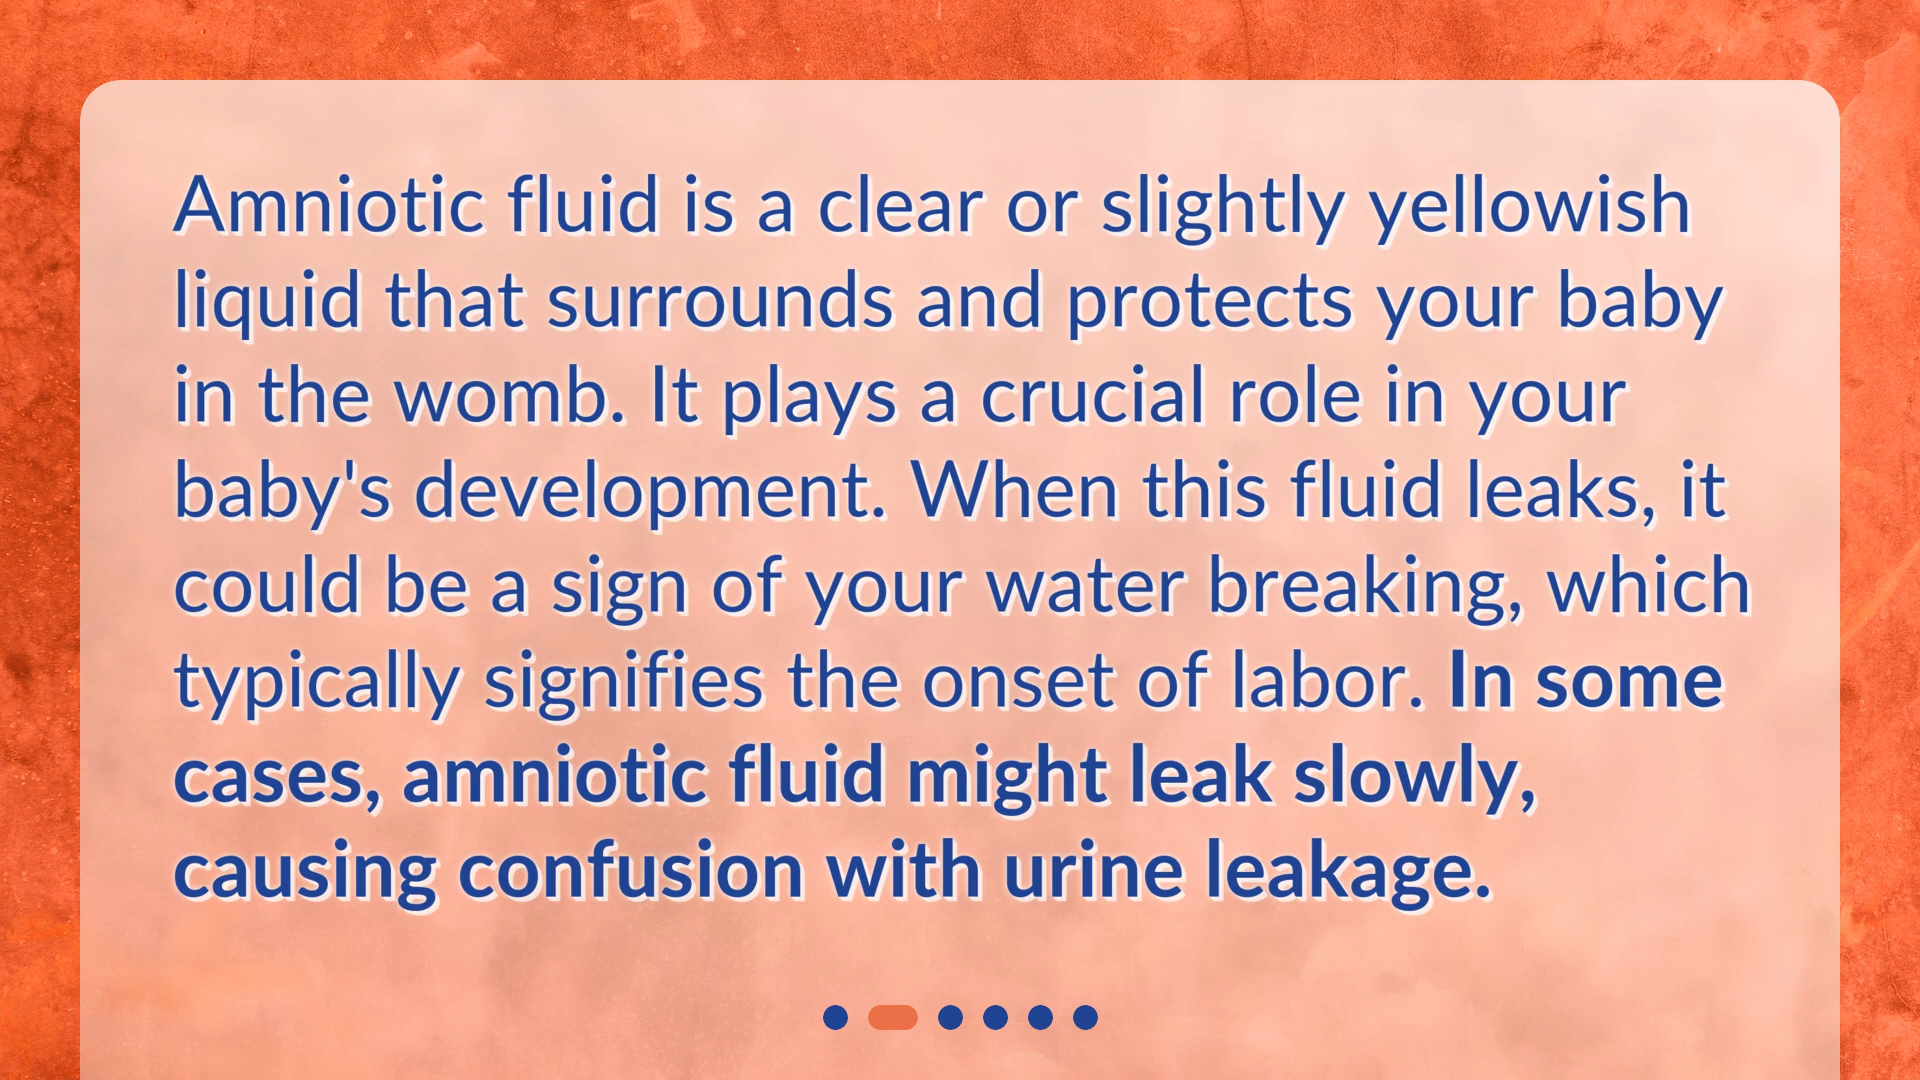 Amniotic fluid is a clear or slightly yellowish
liquid that surrounds and protects your baby
in the womb. It plays a crucial role in your
baby's development. When this fluid leaks, it
could be a sign of your water breaking, which
typically signifies the onset of labor. In some
cases, amniotic fluid might leak slowly,
causing confusion with urine leakage.